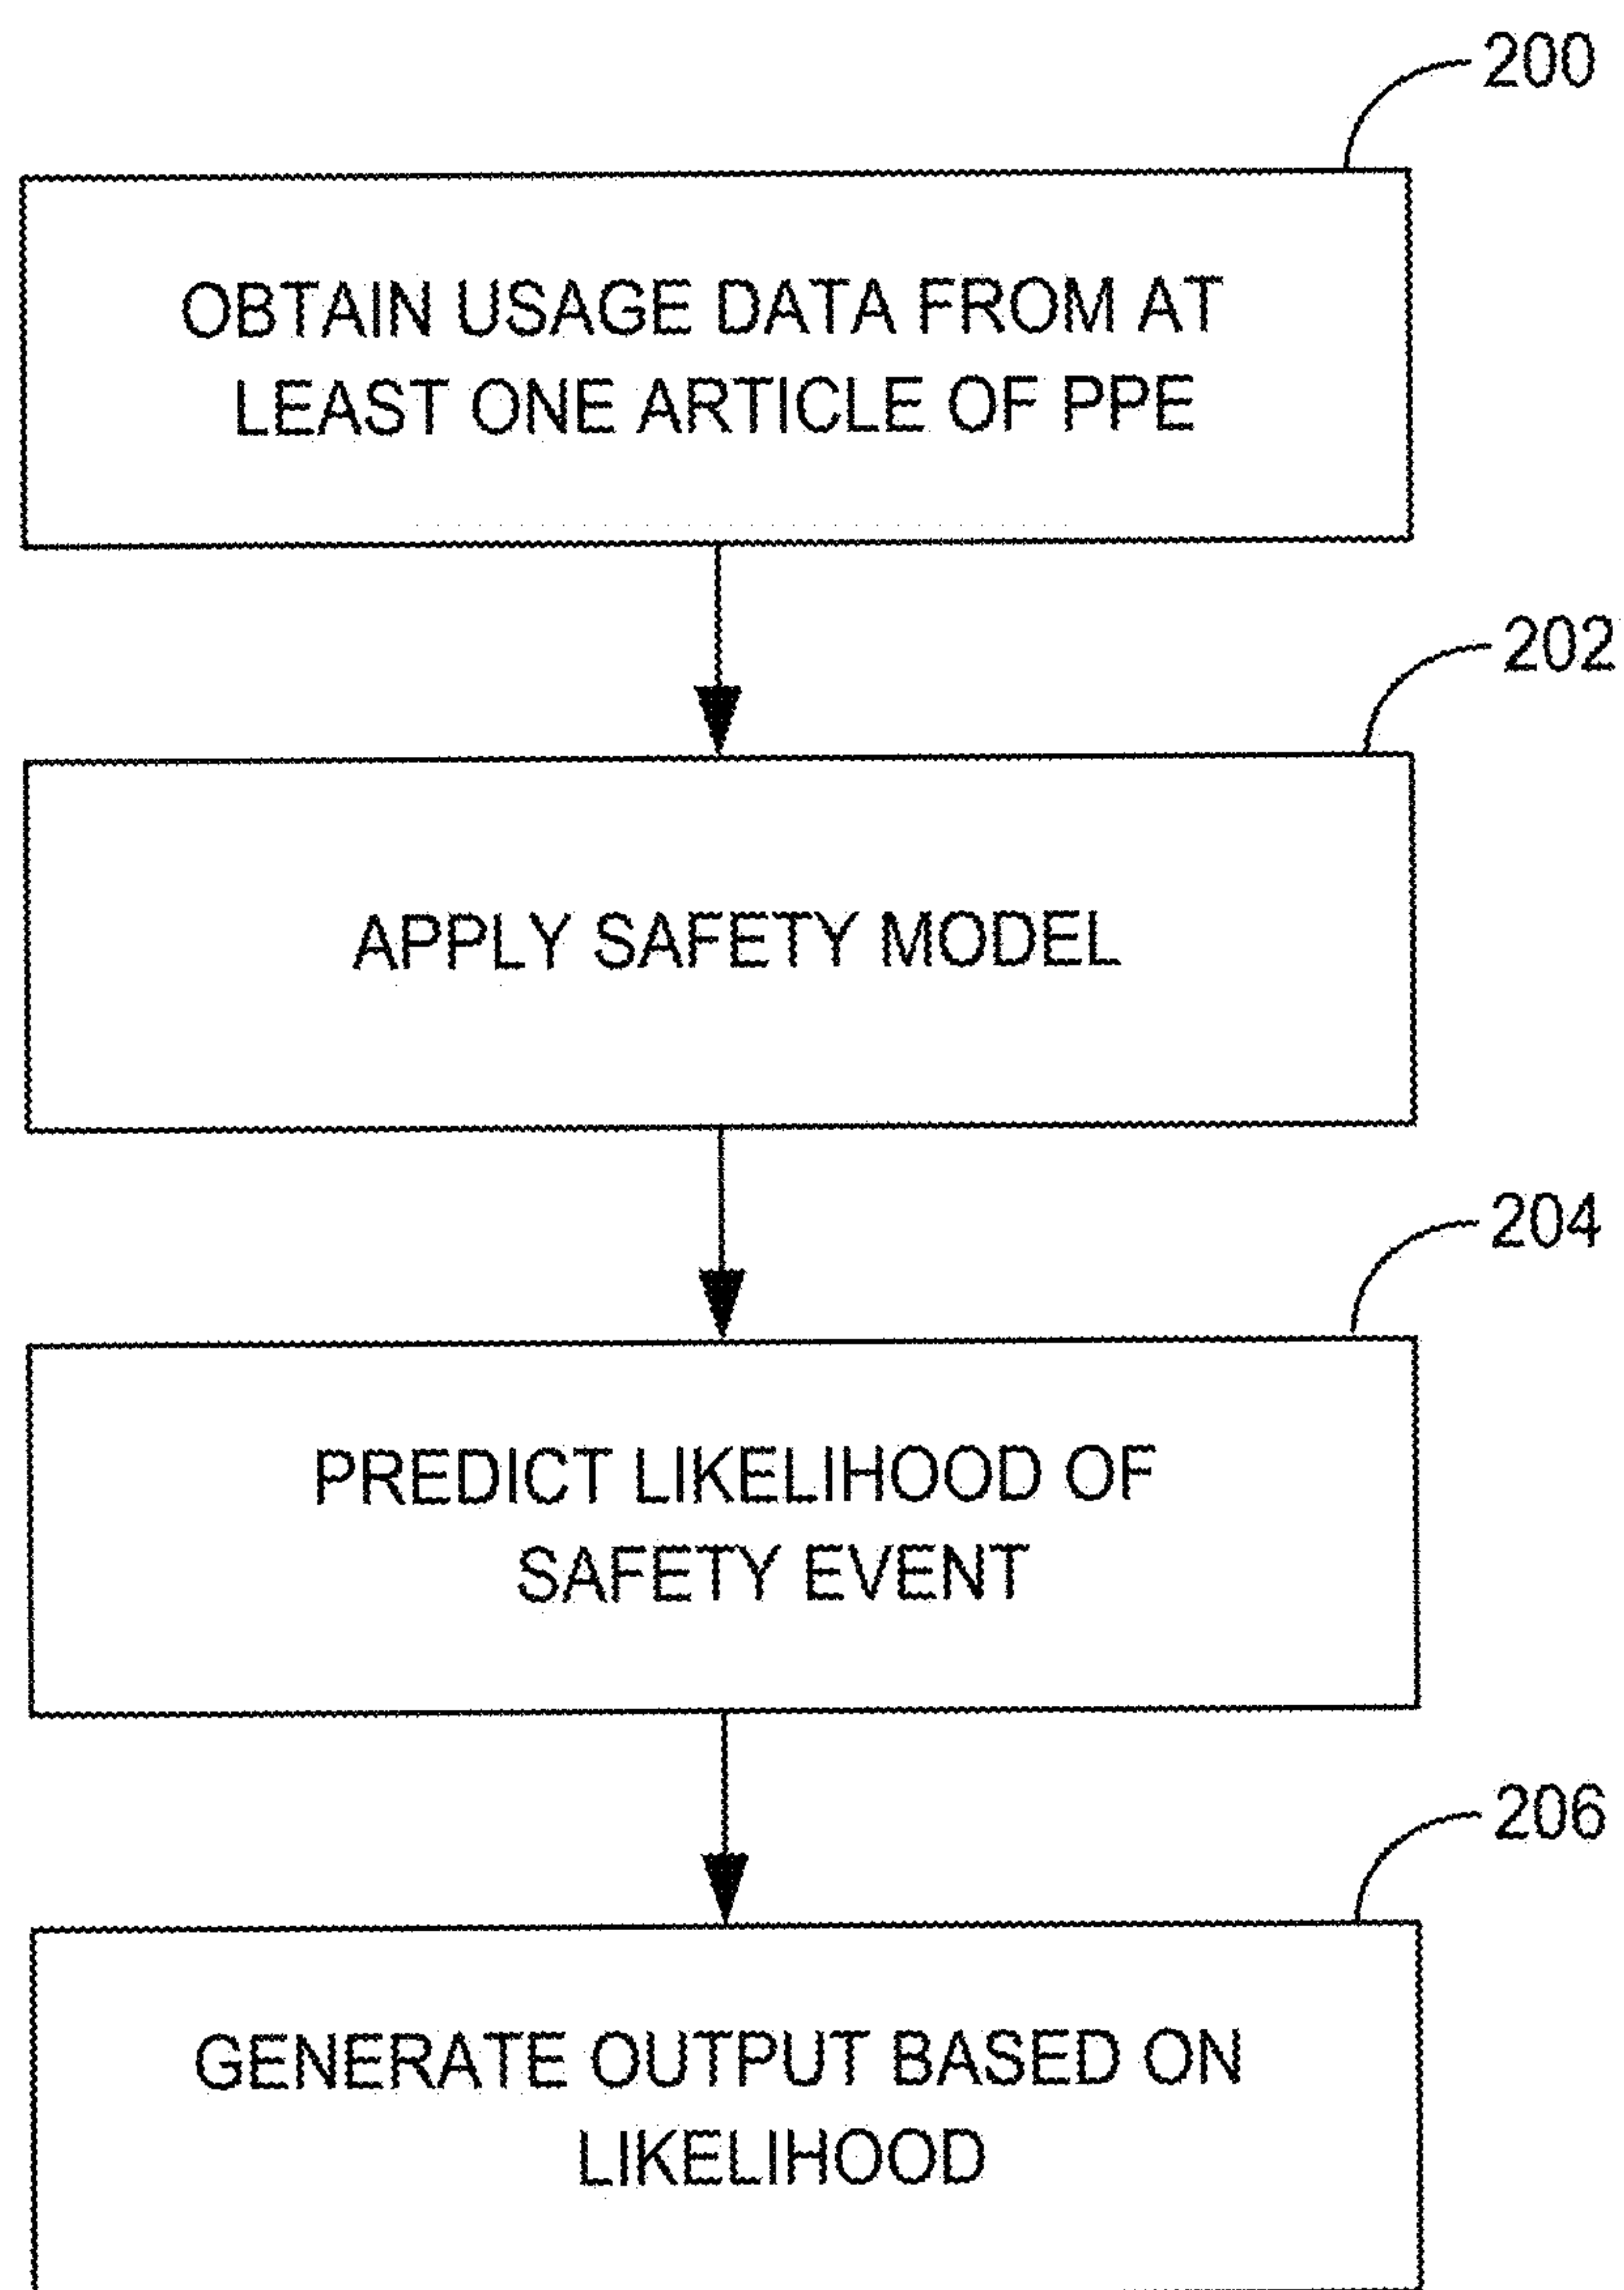 200
OBTAIN USAGE DATA FROM AT
LEAST ONE ARTICLE OF PPE
202
APPLY SAFETY MODEL
204
PREDICT LIKELIHOOD OF
SAFETY EVENT
206
GENERATE OUTPUT BASED ON
LIKELIHOOD